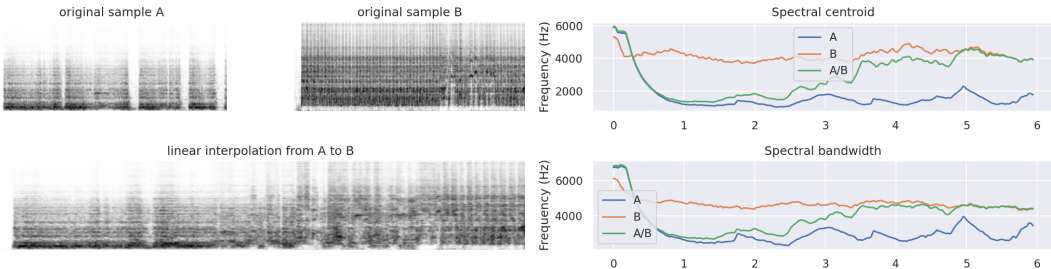 original sample A
original sample B
linear interpolation from A to B
Spectral centroid
Frequency (Hz)
6000
4000
2000
A
B
A/B
0 1 2 3 4 5 6
Spectral bandwidth
Frequency (Hz)
6000
4000
A
B
A/B
0 1 2 3 4 5 6